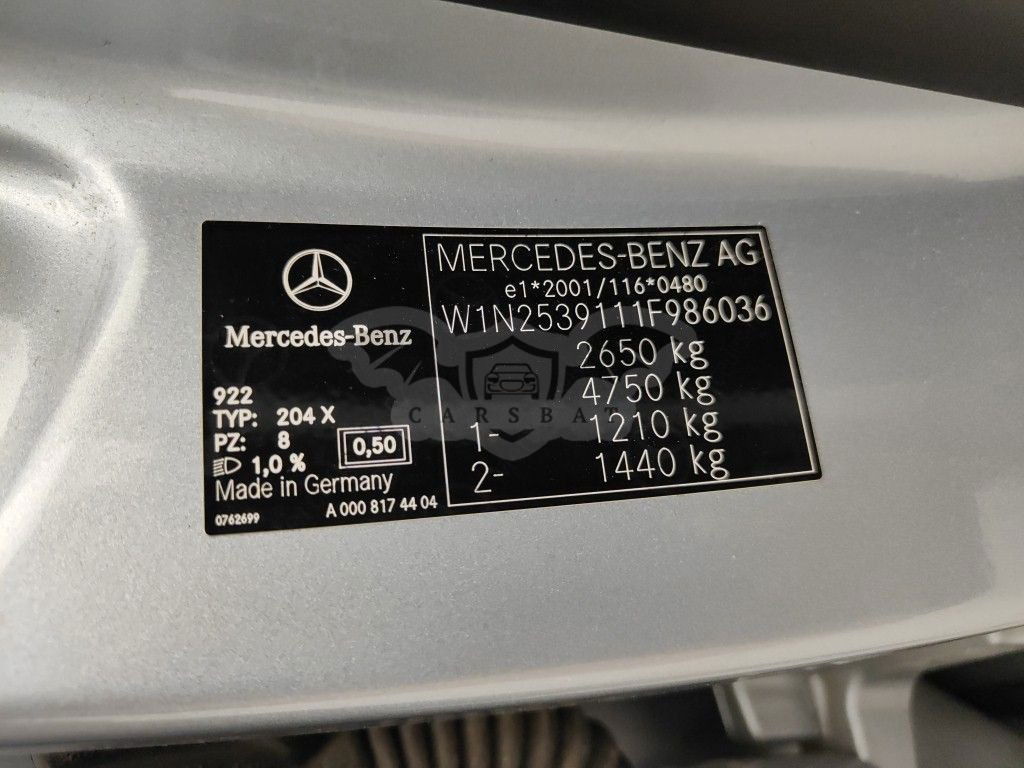 Mercedes-Benz
922
TYP: 204 X
PZ: 8
0,50
1,0 %
Made in Germany
0762699
A 000 817 44 04
MERCEDES-BENZ AG
e1*2001/116*0480
W1N2539111F986036
2650 kg
4750 kg
1- 1210 kg
2- 1440 kg
CARSBAT